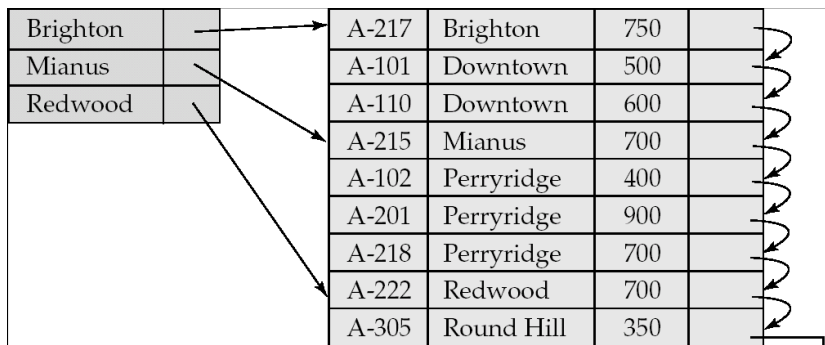 Brighton
Mianus
Redwood
A-217 Brighton 750
A-101 Downtown 500
A-110 Downtown 600
A-215 Mianus 700
A-102 Perryridge 400
A-201 Perryridge 900
A-218 Perryridge 700
A-222 Redwood 700
A-305 Round Hill 350